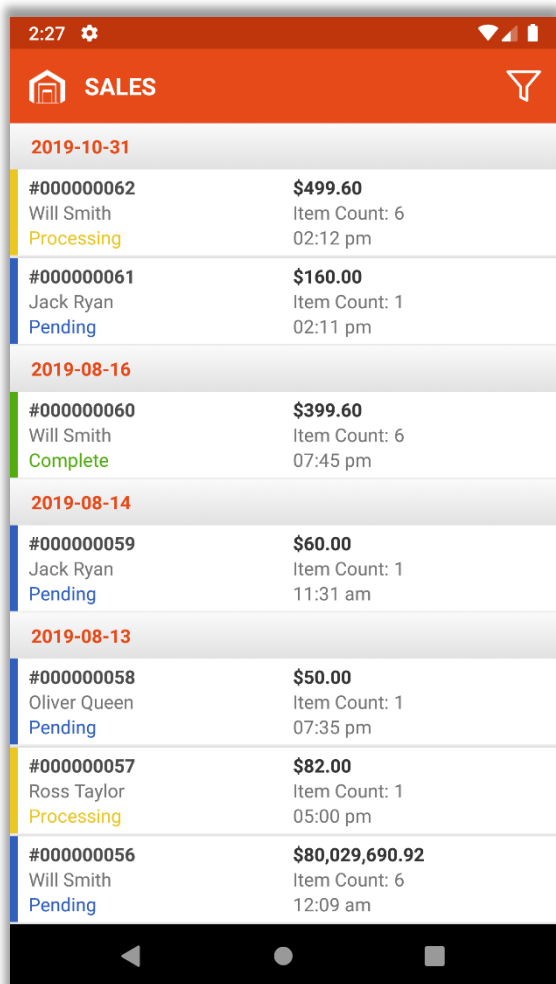 2:27
SALES
2019-10-31
#000000062 $499.60
Will Smith Item Count: 6
Processing 02:12 pm
#000000061 $160.00
Jack Ryan Item Count: 1
Pending 02:11 pm
2019-08-16
#000000060 $399.60
Will Smith Item Count: 6
Complete 07:45 pm
2019-08-14
#000000059 $60.00
Jack Ryan Item Count: 1
Pending 11:31 am
2019-08-13
#000000058 $50.00
Oliver Queen Item Count: 1
Pending 07:35 pm
#000000057 $82.00
Ross Taylor Item Count: 1
Processing 05:00 pm
#000000056 $80,029,690.92
Will Smith Item Count: 6
Pending 12:09 am